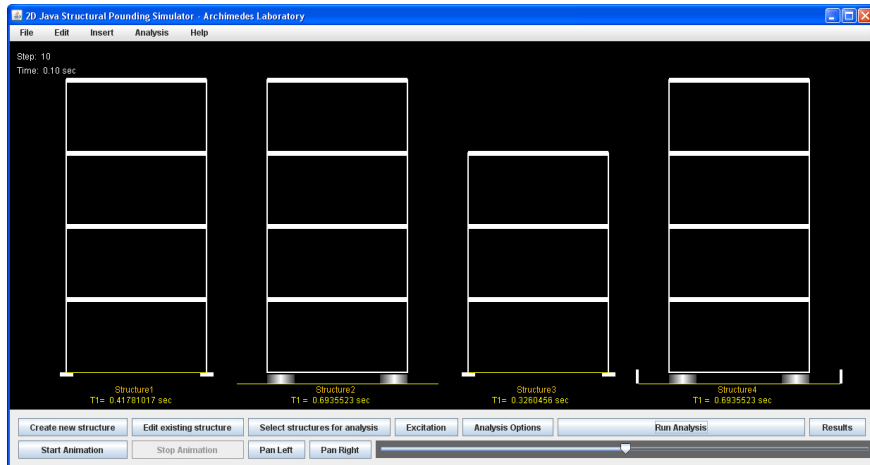 2D Java Structural Pounding Simulator - Archimedes Laboratory
File Edit Insert Analysis Help
Step: 10
Time: 0.10 sec
Structure1 Structure2 Structure3 Structure4
T1= 0.41781017 sec T1 = 0.6935523 sec T1= 0.3260456 sec T1 = 0.6935523 sec
Create new structure Edit existing structure Select structures for analysis Excitation Analysis Options Run Analysis Results
Start Animation Stop Animation Pan Left Pan Right